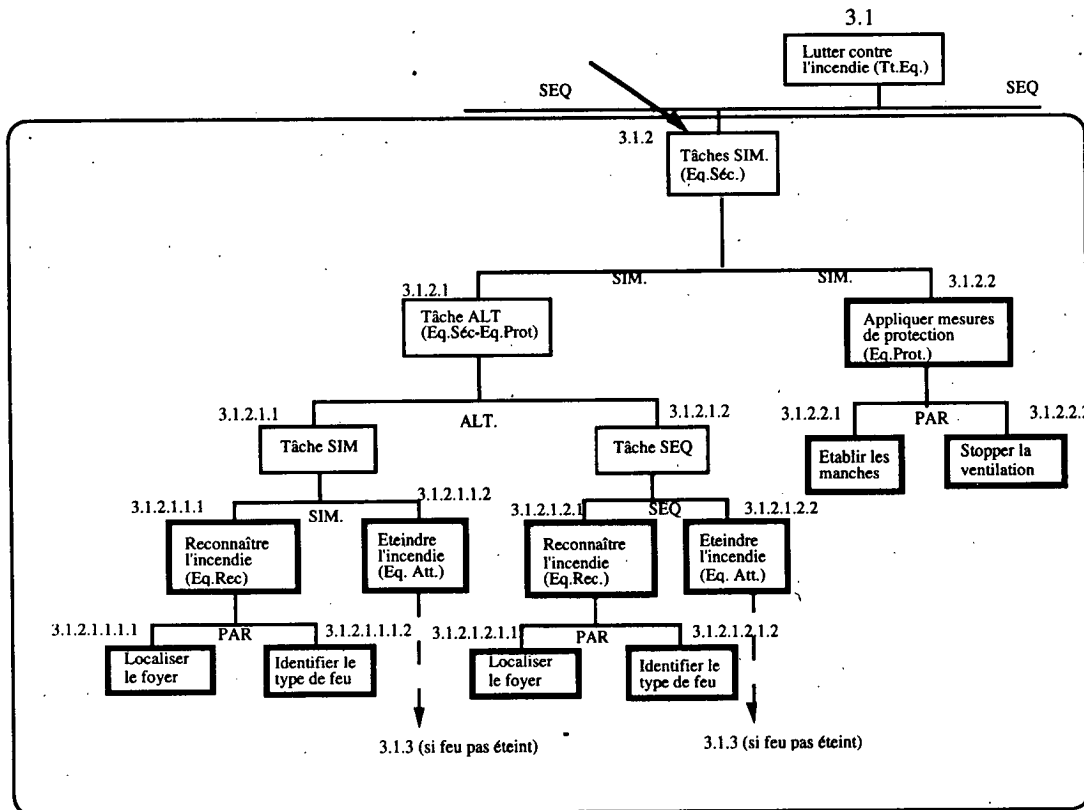 3.1
Lutter contre
l'incendie (Tt.Eq.)
SEQ
SEQ
3.1.2
Tâches SIM.
(Eq.Séc.)
SIM.
SIM.
3.1.2.1
3.1.2.2
Tâche ALT
(Eq.Séc-Eq.Prot)
Appliquer mesures
de protection
(Eq.Prot.)
3.1.2.1.1
ALT.
3.1.2.1.2
3.1.2.2.1
PAR
3.1.2.2.2
Tâche SIM
Tâche SEQ
Etablir les
manches
Stopper la
ventilation
3.1.2.1.1.1
SIM.
3.1.2.1.1.2
3.1.2.1.2.1
SEQ
3.1.2.1.2.2
Reconnaître
l'incendie
(Eq.Rec)
Eteindre
l'incendie
(Eq. Att.)
Reconnaître
l'incendie
(Eq.Rec.)
Eteindre
l'incendie
(Eq. Att.)
3.1.2.1.1.1.1
PAR
3.1.2.1.1.1.2
3.1.2.1.2.1.1
PAR
3.1.2.1.2.1.2
Localiser
le foyer
Identifier le
type de feu
Localiser
le foyer
Identifier le
type de feu
3.1.3 (si feu pas éteint)
3.1.3 (si feu pas éteint)